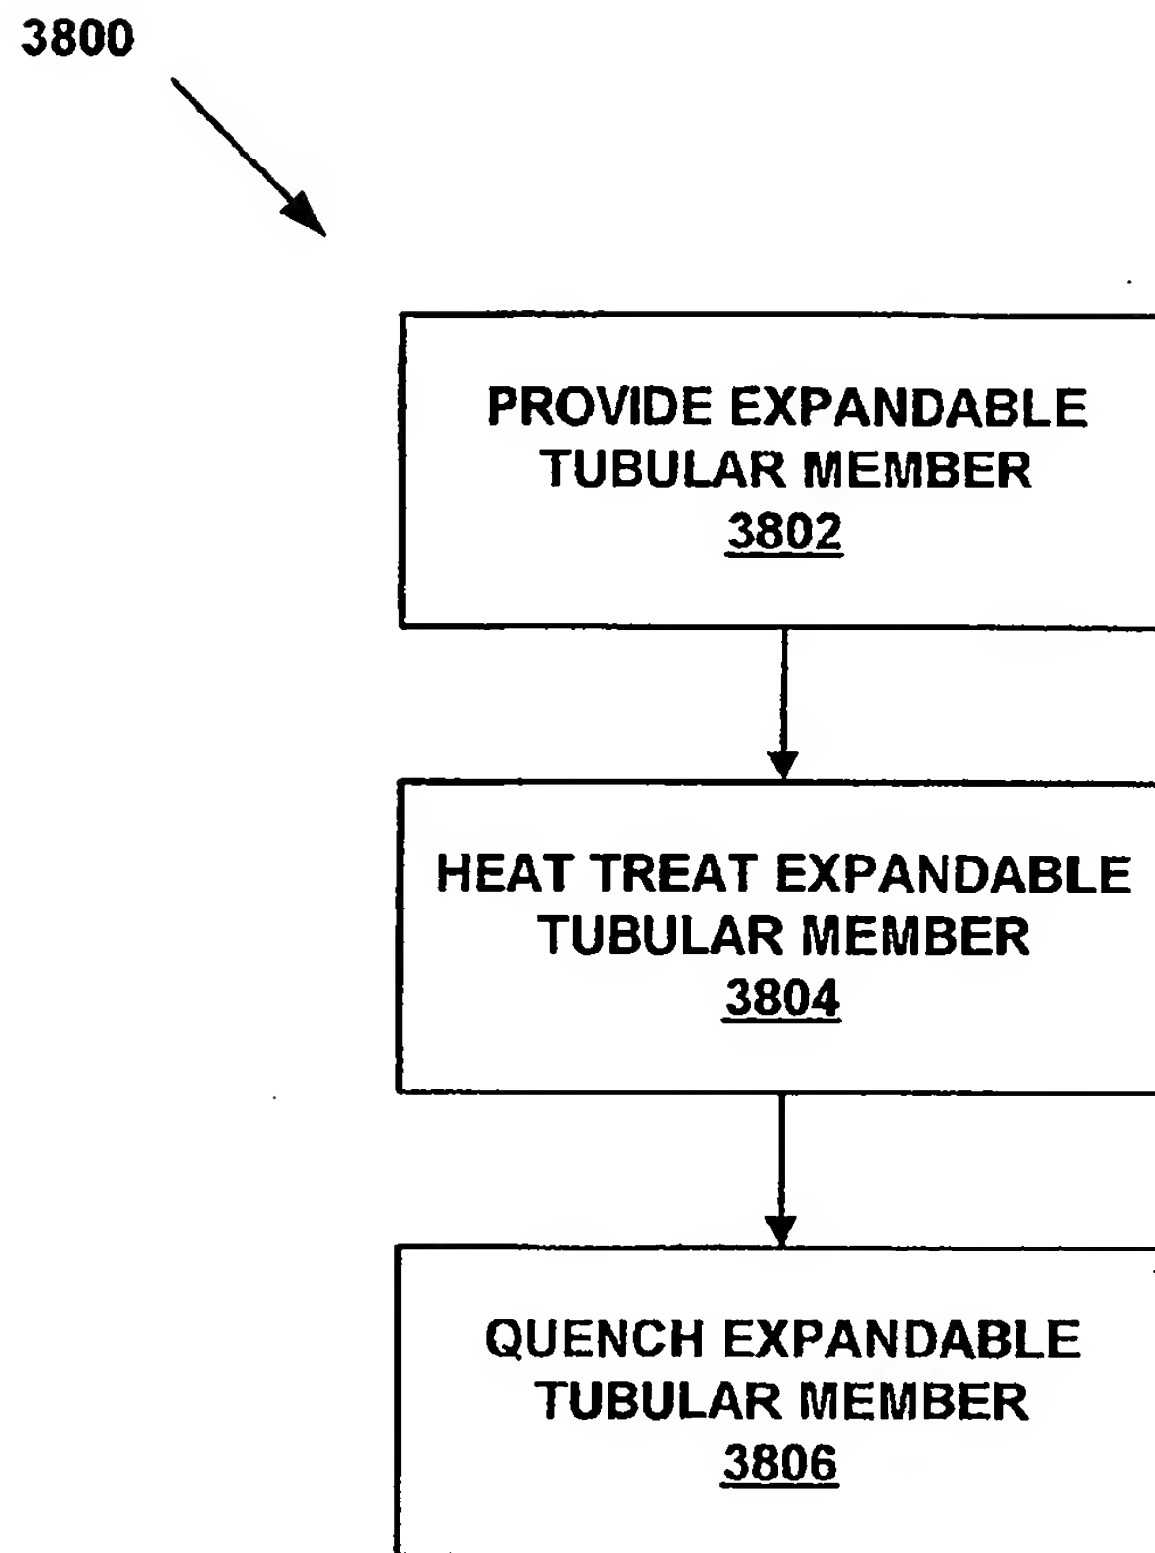 3800
PROVIDE EXPANDABLE
TUBULAR MEMBER
3802
HEAT TREAT EXPANDABLE
TUBULAR MEMBER
3804
QUENCH EXPANDABLE
TUBULAR MEMBER
3806